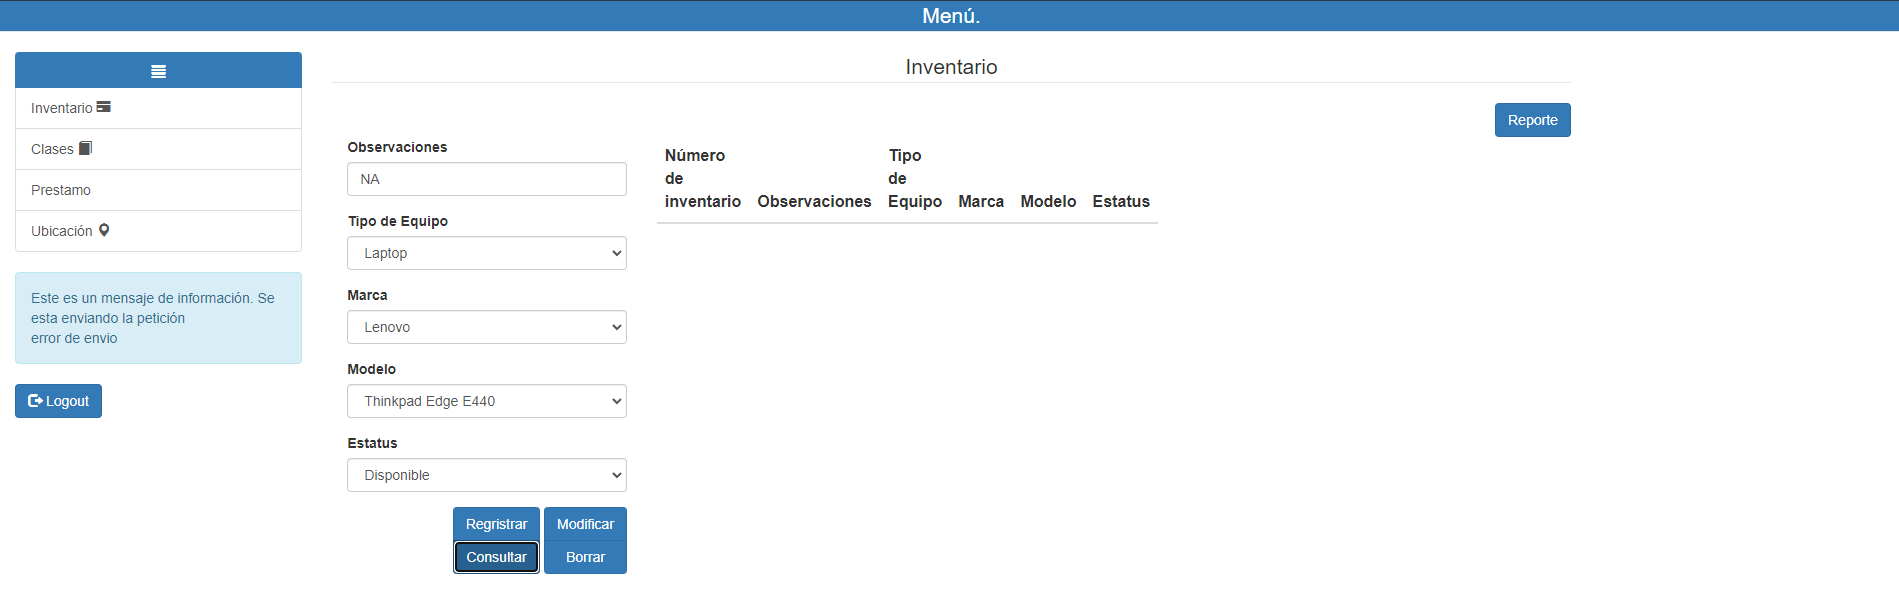 Menú.
Inventario
Clases
Prestamo
Ubicación
Este es un mensaje de información. Se
esta enviando la petición
error de envio
Logout
Inventario
Reporte
Observaciones
NA
Tipo de Equipo
Laptop
Marca
Lenovo
Modelo
Thinkpad Edge E440
Estatus
Disponible
Regristrar Modificar
Consultar Borrar
Número
de
inventario
Observaciones
Tipo
de
Equipo
Marca
Modelo
Estatus